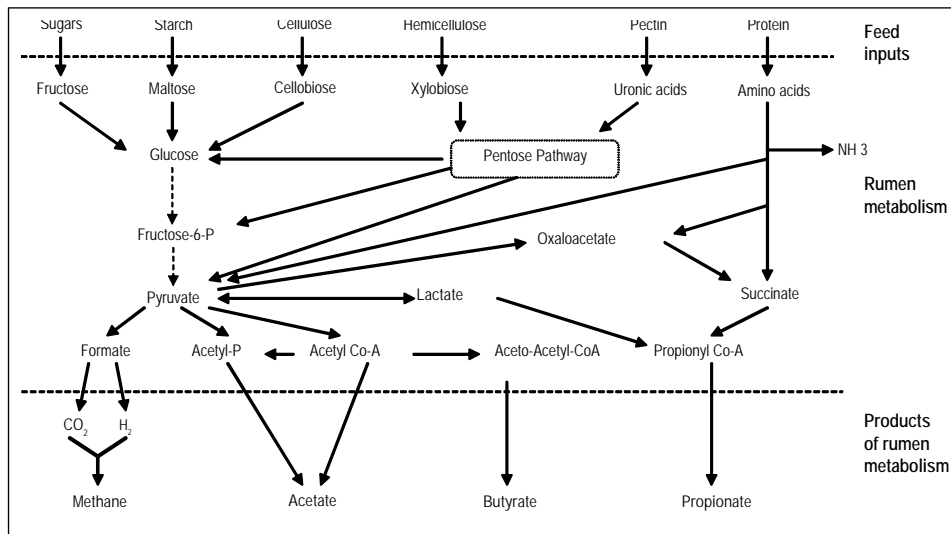 Sugars Starch Cellulose Hemicellulose Pectin Protein
Feed
inputs
Fructose Maltose Cellobiose Xylobiose Uronic acids Amino acids
Glucose Pentose Pathway NH 3
Rumen
metabolism
Fructose-6-P Oxaloacetate
Pyruvate Lactate Succinate
Formate Acetyl-P Acetyl Co-A Aceto-Acetyl-CoA Propionyl Co-A
Products
of rumen
metabolism
CO2 H2
Methane Acetate Butyrate Propionate